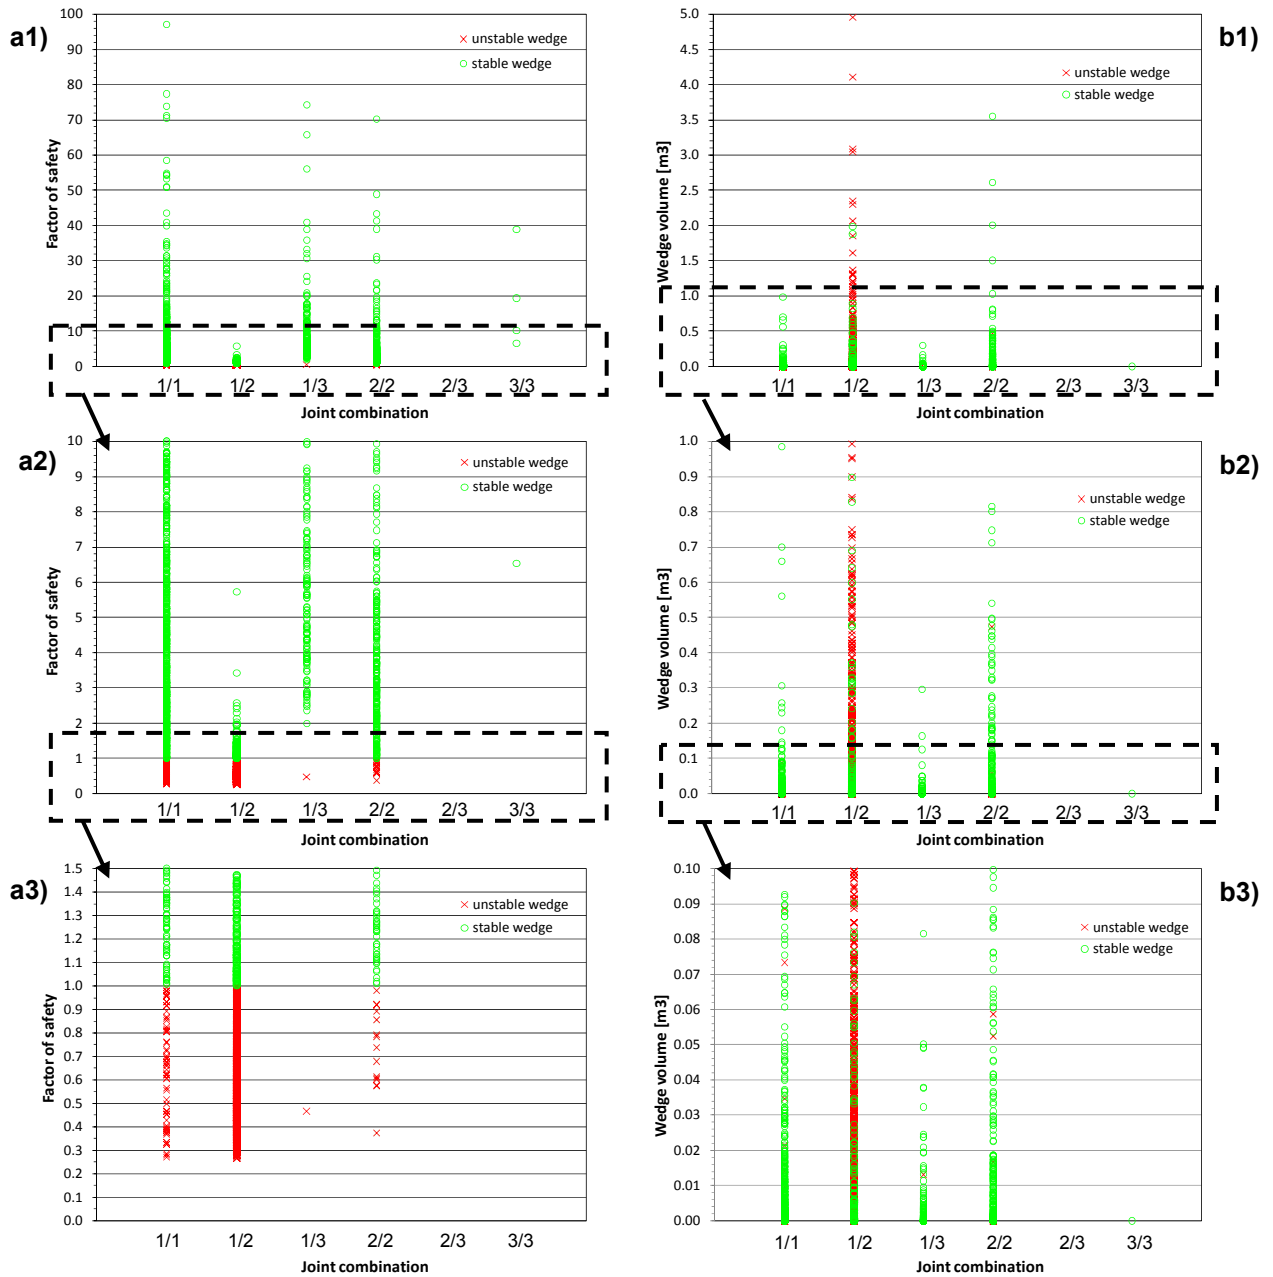 a1)
100
90
80
70
60
50
40
30
20
10
0
Factor of safety
× unstable wedge
○ stable wedge
1/1 1/2 1/3 2/2 2/3 3/3
Joint combination
b1)
5.0
4.5
4.0
3.5
3.0
2.5
2.0
1.5
1.0
0.5
0.0
Wedge volume [m3]
× unstable wedge
○ stable wedge
1/1 1/2 1/3 2/2 2/3 3/3
Joint combination
a2)
10
9
8
7
6
5
4
3
2
1
0
Factor of safety
× unstable wedge
○ stable wedge
1/1 1/2 1/3 2/2 2/3 3/3
Joint combination
b2)
1.0
0.9
0.8
0.7
0.6
0.5
0.4
0.3
0.2
0.1
0.0
Wedge volume [m3]
× unstable wedge
○ stable wedge
1/1 1/2 1/3 2/2 2/3 3/3
Joint combination
a3)
1.5
1.4
1.3
1.2
1.1
1.0
0.9
0.8
0.7
0.6
0.5
0.4
0.3
0.2
0.1
0.0
Factor of safety
× unstable wedge
○ stable wedge
1/1 1/2 1/3 2/2 2/3 3/3
Joint combination
b3)
0.10
0.09
0.08
0.07
0.06
0.05
0.04
0.03
0.02
0.01
0.00
Wedge volume [m3]
× unstable wedge
○ stable wedge
1/1 1/2 1/3 2/2 2/3 3/3
Joint combination